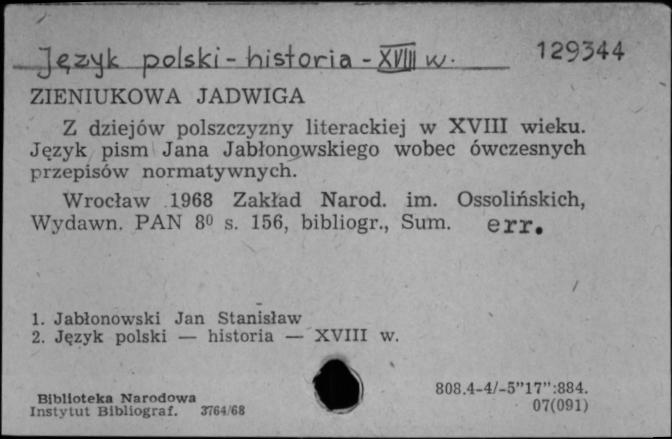 Język polski - historia - XVIII w. 129344
ZIENIUKOWA JADWIGA
Z dziejów polszczyzny literackiej w XVIII wieku.
Język pism Jana Jabłonowskiego wobec ówczesnych
przepisów normatywnych.
Wrocław 1968 Zakład Narod. im. Ossolińskich,
Wydawn. PAN 8⁰ s. 156, bibliogr., Sum. err.
1. Jabłonowski Jan Stanisław
2. Język polski — historia — XVIII w.
Biblioteka Narodowa 808.4-4/-5”17”:884.
Instytut Bibliograf. 3764/68 07(091)